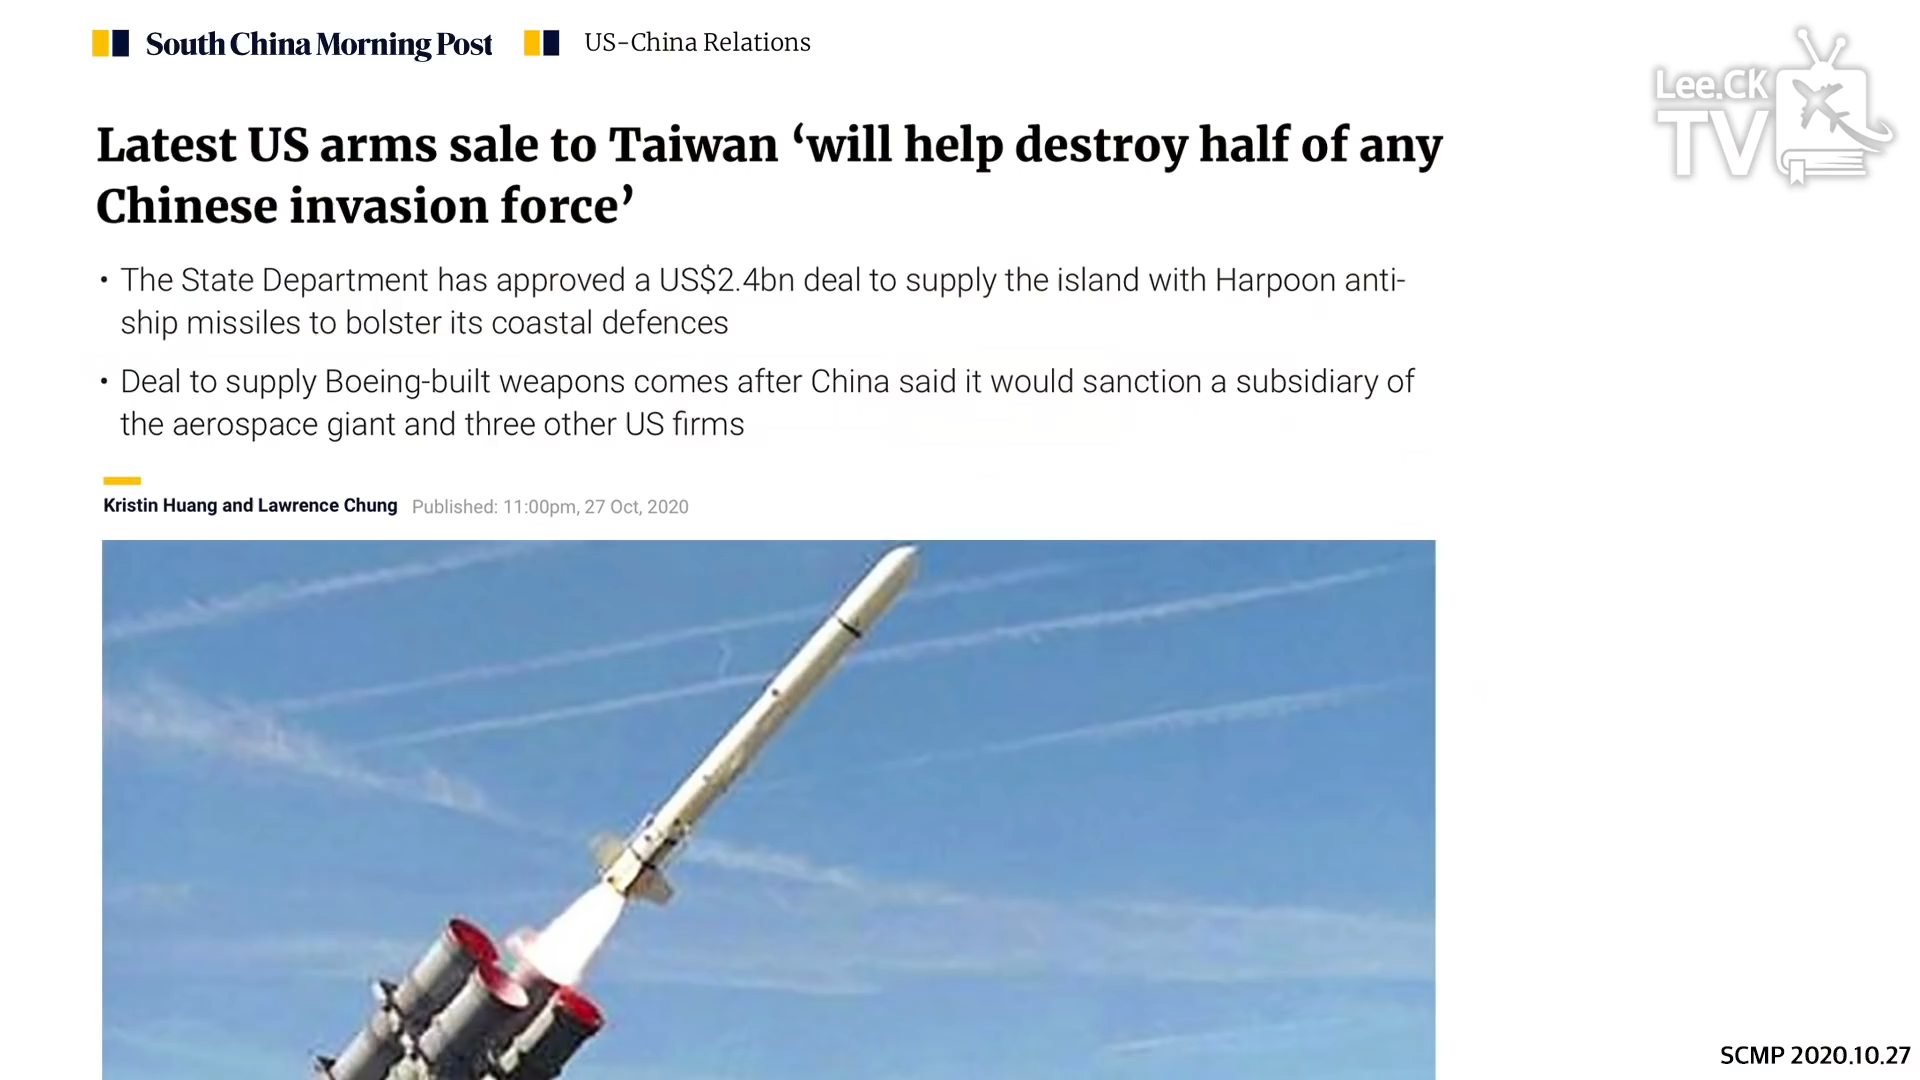 South China Morning Post
US-China Relations
Lee.CK
TV
Latest US arms sale to Taiwan ‘will help destroy half of any
Chinese invasion force’
• The State Department has approved a US$2.4bn deal to supply the island with Harpoon anti-
ship missiles to bolster its coastal defences
• Deal to supply Boeing-built weapons comes after China said it would sanction a subsidiary of
the aerospace giant and three other US firms
Kristin Huang and Lawrence Chung Published: 11:00pm, 27 Oct, 2020
SCMP 2020.10.27